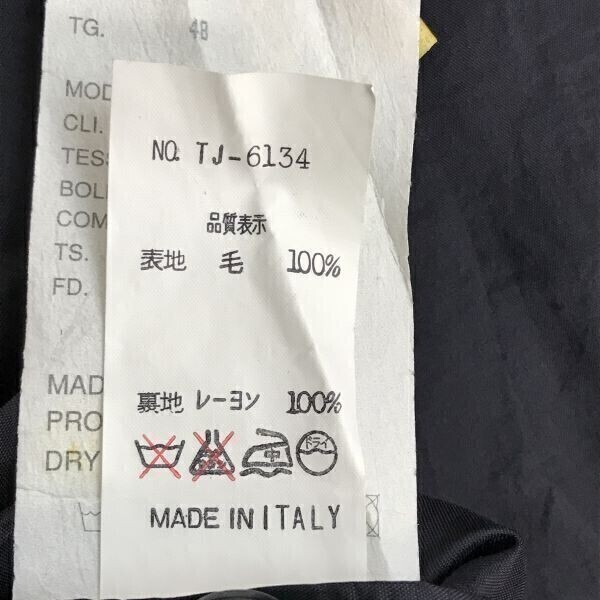 TG. 48
MOD
CLI.
TES
BOL
COM
TS.
FD.
MAD
PRO
DRY
NO. TJ-6134
品質表示
表地 毛 100%
裏地 レーヨン 100%
中 ドライ
MADE IN ITALY